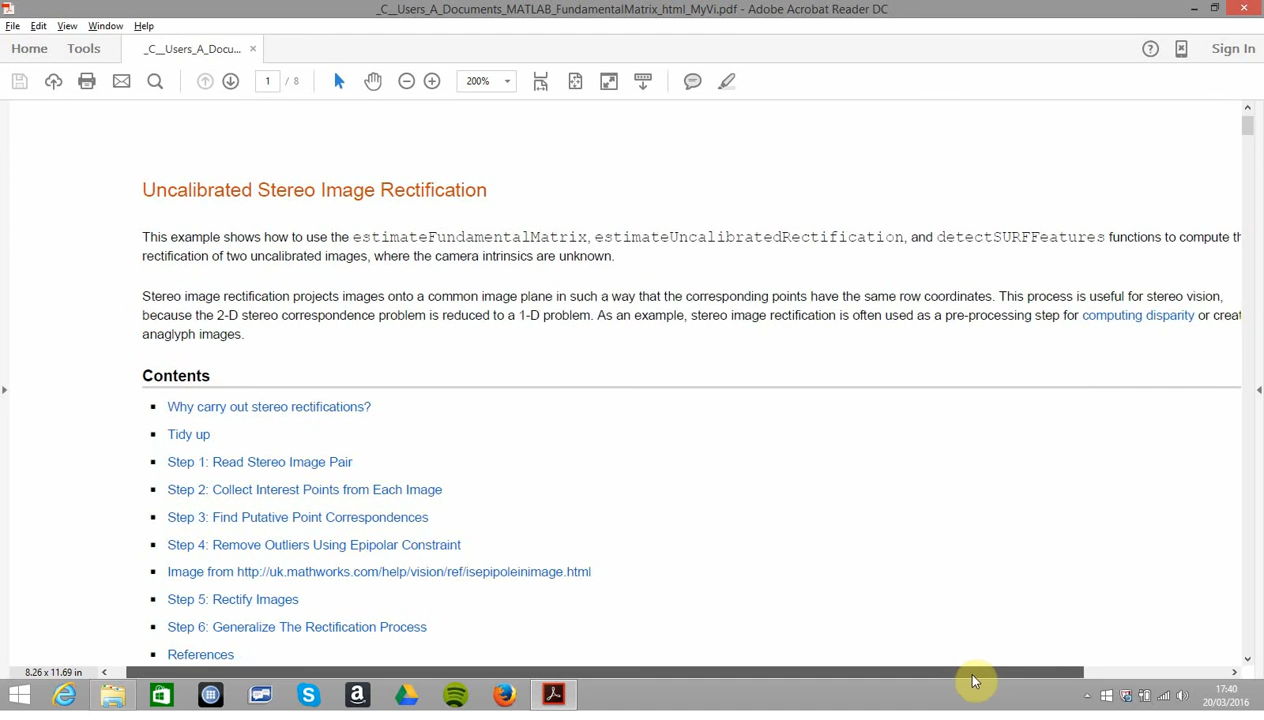 _C__Users_A_Documents_MATLAB_FundamentalMatrix_html_MyVi.pdf - Adobe Acrobat Reader DC
File Edit View Window Help
Home Tools _C__Users_A_Docu... × Sign In
1 / 8 200%
Uncalibrated Stereo Image Rectification
This example shows how to use the estimateFundamentalMatrix, estimateUncalibratedRectification, and detectSURFFeatures functions to compute th
rectification of two uncalibrated images, where the camera intrinsics are unknown.
Stereo image rectification projects images onto a common image plane in such a way that the corresponding points have the same row coordinates. This process is useful for stereo vision,
because the 2-D stereo correspondence problem is reduced to a 1-D problem. As an example, stereo image rectification is often used as a pre-processing step for computing disparity or creat
anaglyph images.
Contents
Why carry out stereo rectifications?
Tidy up
Step 1: Read Stereo Image Pair
Step 2: Collect Interest Points from Each Image
Step 3: Find Putative Point Correspondences
Step 4: Remove Outliers Using Epipolar Constraint
Image from http://uk.mathworks.com/help/vision/ref/isepipoleinimage.html
Step 5: Rectify Images
Step 6: Generalize The Rectification Process
References
8.26 x 11.69 in
17:40
20/03/2016